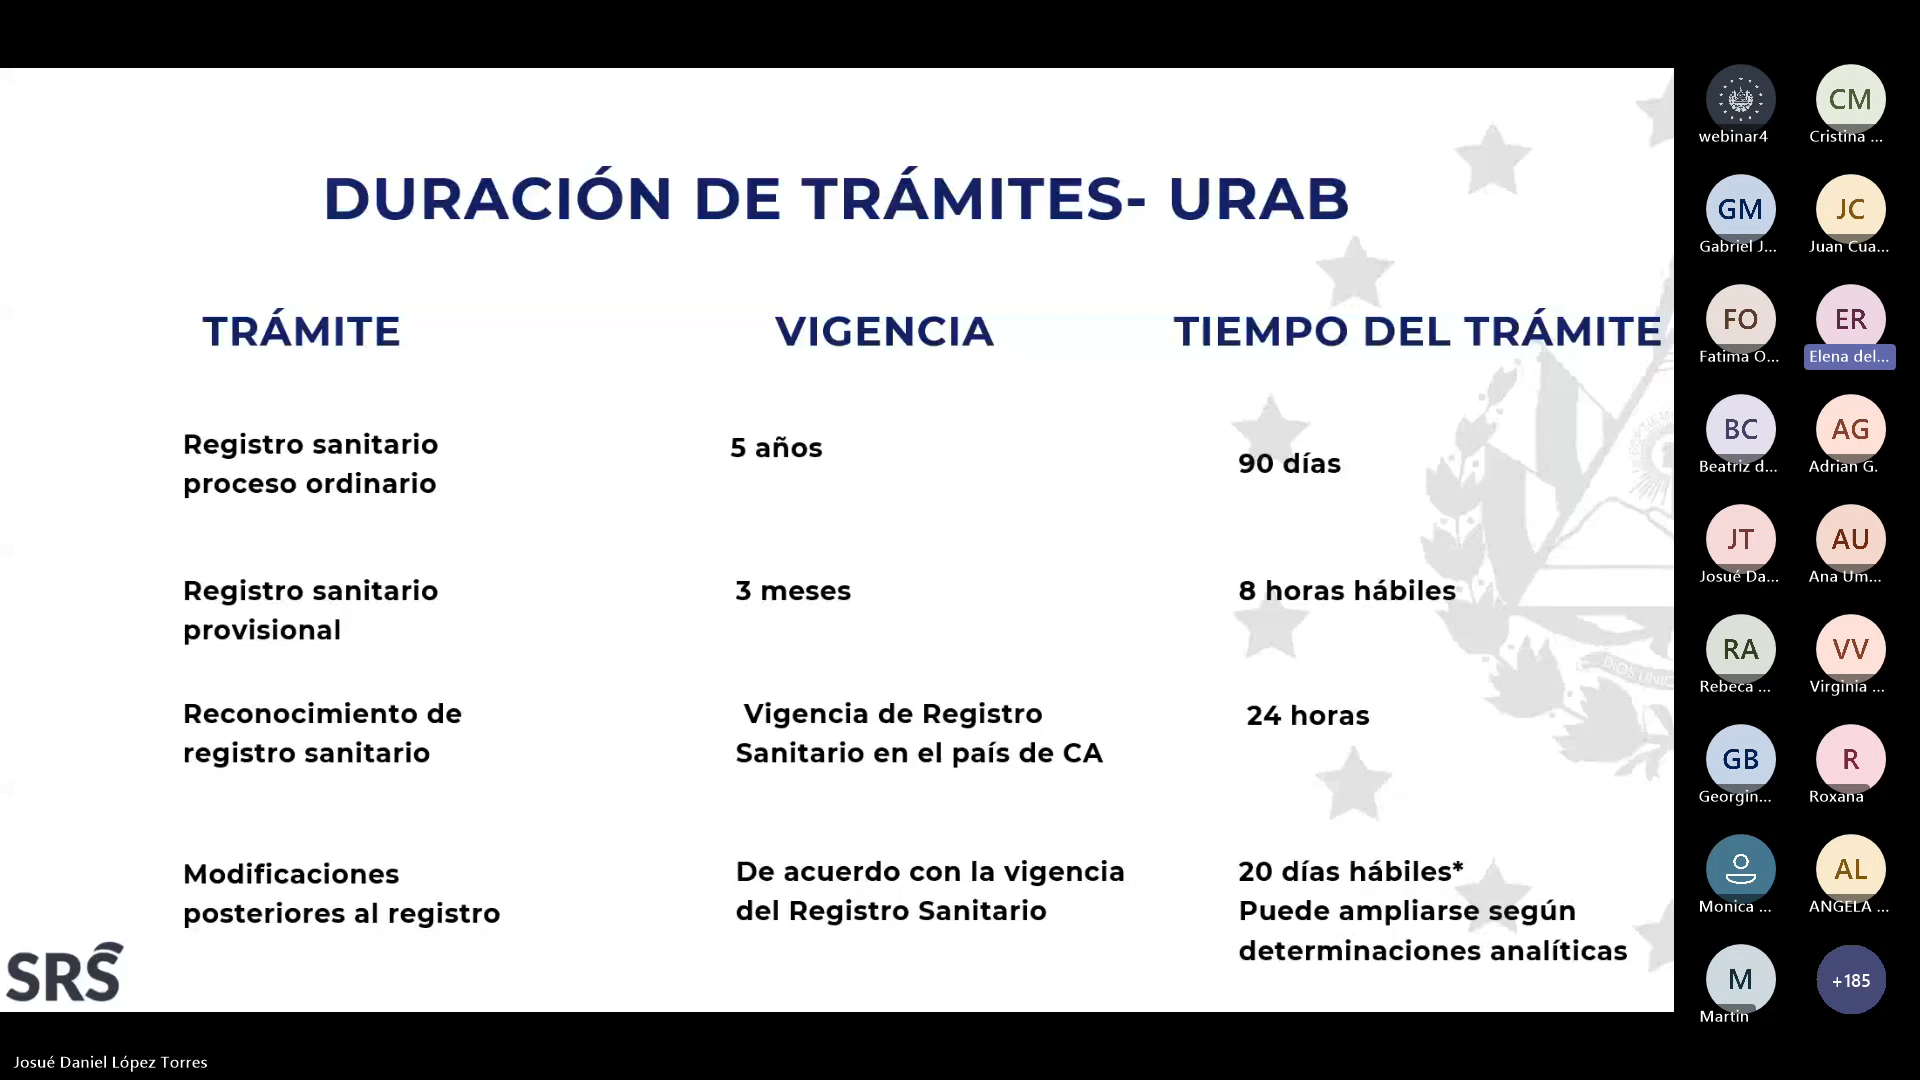 DURACIÓN DE TRÁMITES- URAB
TRÁMITE
VIGENCIA
TIEMPO DEL TRÁMITE
Registro sanitario
proceso ordinario
5 años
90 días
Registro sanitario
provisional
3 meses
8 horas hábiles
Reconocimiento de
registro sanitario
Vigencia de Registro
Sanitario en el país de CA
24 horas
Modificaciones
posteriores al registro
De acuerdo con la vigencia
del Registro Sanitario
20 días hábiles*
Puede ampliarse según
determinaciones analíticas
DIOS UNIC
SRS
Josué Daniel López Torres
webinar4
CM
Cristina ...
GM
Gabriel J...
JC
Juan Cua...
FO
Fatima O...
ER
Elena del...
BC
Beatriz d...
AG
Adrian G.
JT
Josué Da...
AU
Ana Um...
RA
Rebeca ...
VV
Virginia ...
GB
Georgin...
R
Roxana
Monica ...
AL
ANGELA ...
M
Martin
+185